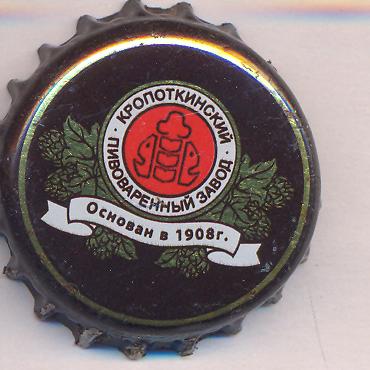 КРОПОТКИНСКИЙ
ПИВОВАРЕННЫЙ ЗАВОД
Основан в 1908г.